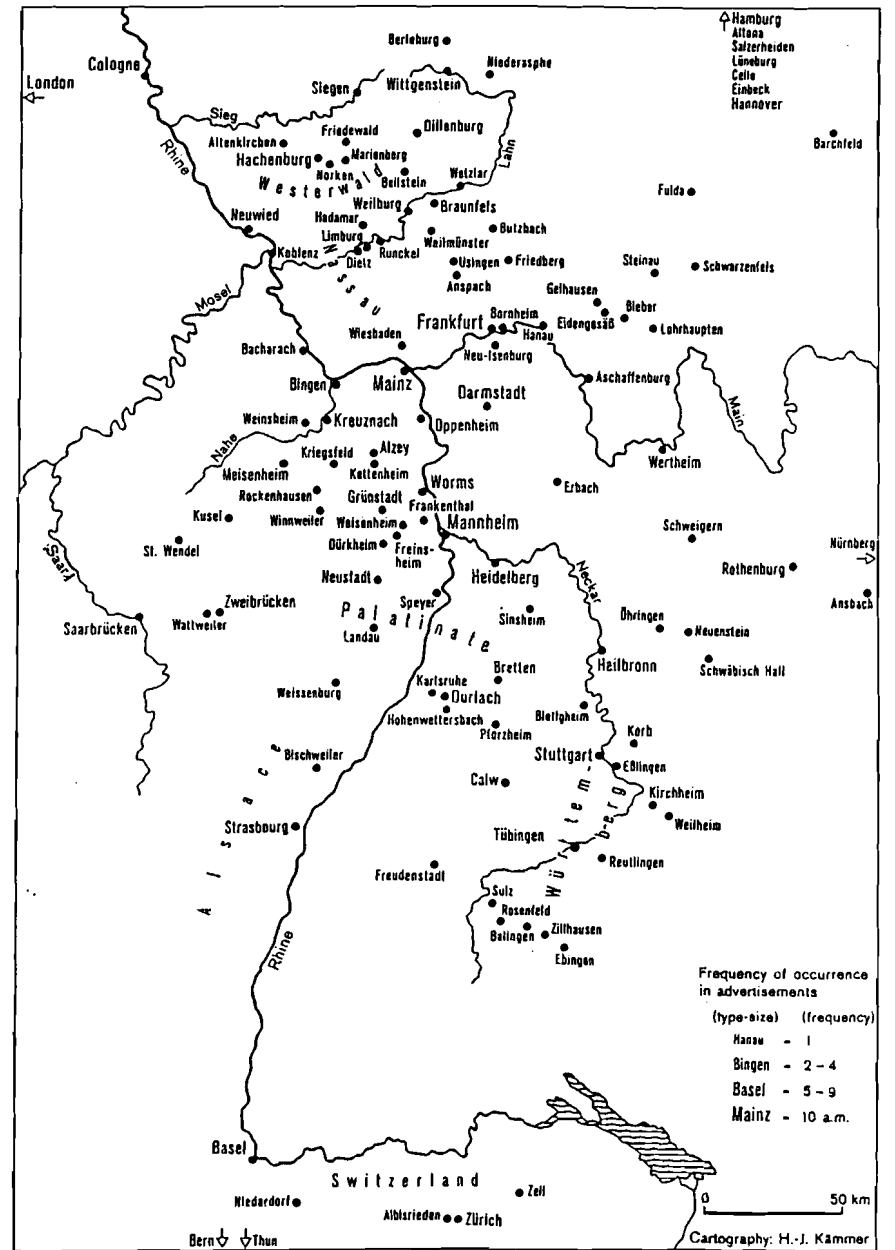 Hamburg
Altona
Salzerheiden
Lüneburg
Celle
Einbeck
Hannover
London
Cologne
Berleburg
Niederasphe
Wittgenstein
Siegen
Sieg
Rhine
Altenkirchen
Friedewald
Dillenburg
Barchfeld
Hachenburg
Marienberg
Norken
Westerwald
Beilstein
Lahn
Wetzlar
Fulda
Weilburg
Braunfels
Neuwied
Hadamar
Limburg
Butzbach
Weilmünster
Koblenz
Dietz
Runckel
Nassau
Usingen
Friedberg
Anspach
Steinau
Schwarzenfels
Mosel
Gelhausen
Bieber
Wiesbaden
Frankfurt
Bornheim
Hanau
Eidengesäß
Lohrhaupten
Bacharach
Neu-Isenburg
Mainz
Aschaffenburg
Bingen
Darmstadt
Weinsheim
Kreuznach
Oppenheim
Main
Nahe
Kriegsfeld
Alzey
Wertheim
Meisenheim
Kettenheim
Rockenhausen
Worms
Erbach
Grünstadt
Kusel
Winnweiler
Weisenheim
Frankenthal
Mannheim
St. Wendel
Dürkheim
Freins-
heim
Schweigern
Nürnberg
Saar
Heidelberg
Neckar
Rothenburg
Neustadt
Ansbach
Speyer
Zweibrücken
Saarbrücken
Wattweiler
Palatinate
Sinsheim
Öhringen
Neuenstein
Landau
Heilbronn
Schwäbisch Hall
Bretten
Weissenburg
Karlsruhe
Durlach
Hohenwettersbach
Pforzheim
Bietigheim
Korb
Stuttgart
Eßlingen
Bischweiler
Calw
Kirchheim
Weilheim
Strasbourg
Tübingen
Württem-
berg
Reutlingen
Alsace
Freudenstadt
Sulz
Rosenfeld
Balingen
Zillhausen
Ebingen
Rhine
Frequency of occurrence
in advertisements
(type-size) (frequency)
Hanau - 1
Bingen - 2-4
Basel - 5-9
Mainz - 10 a.m.
Basel
Switzerland
Niederdorf
Zell
Albisrieden
Zürich
0 50 km
Bern
Thun
Cartography: H.-J. Kämmer